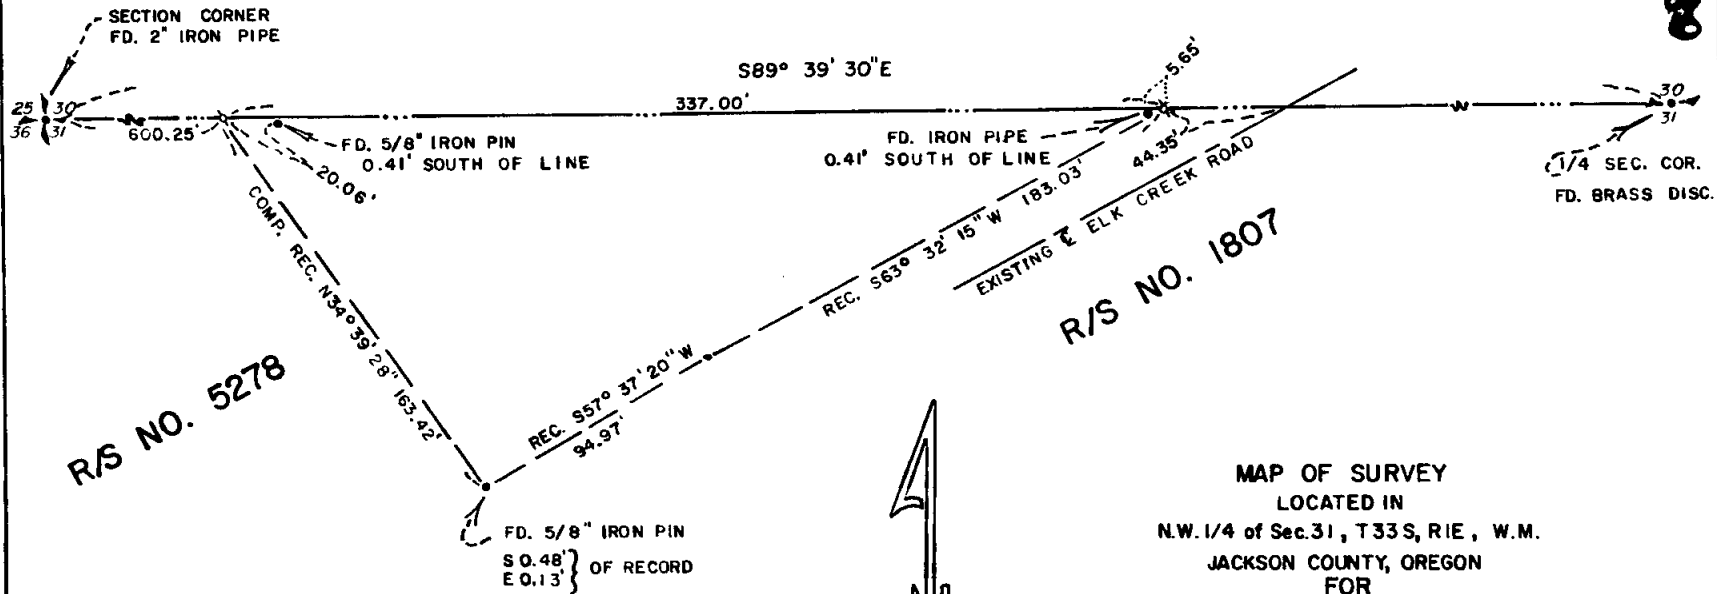 SECTION CORNER
FD. 2" IRON PIPE
S89° 39' 30"E
5.65'
25 30
36 31
600.25'
337.00'
30
31
FD. 5/8" IRON PIN
0.41' SOUTH OF LINE
20.06'
FD. IRON PIPE
0.41' SOUTH OF LINE
44.35'
1/4 SEC. COR.
FD. BRASS DISC.
COMP. REC. N34° 39' 28" 163.42'
REC. S63° 32' 15" W 183.03'
EXISTING ℄ ELK CREEK ROAD
R/S NO. 1807
R/S NO. 5278
REC. S57° 37' 20" W
94.97'
FD. 5/8" IRON PIN
S 0.48'
E 0.13'
} OF RECORD
MAP OF SURVEY
LOCATED IN
N.W. 1/4 of Sec.31, T33S, R1E, W.M.
JACKSON COUNTY, OREGON
FOR